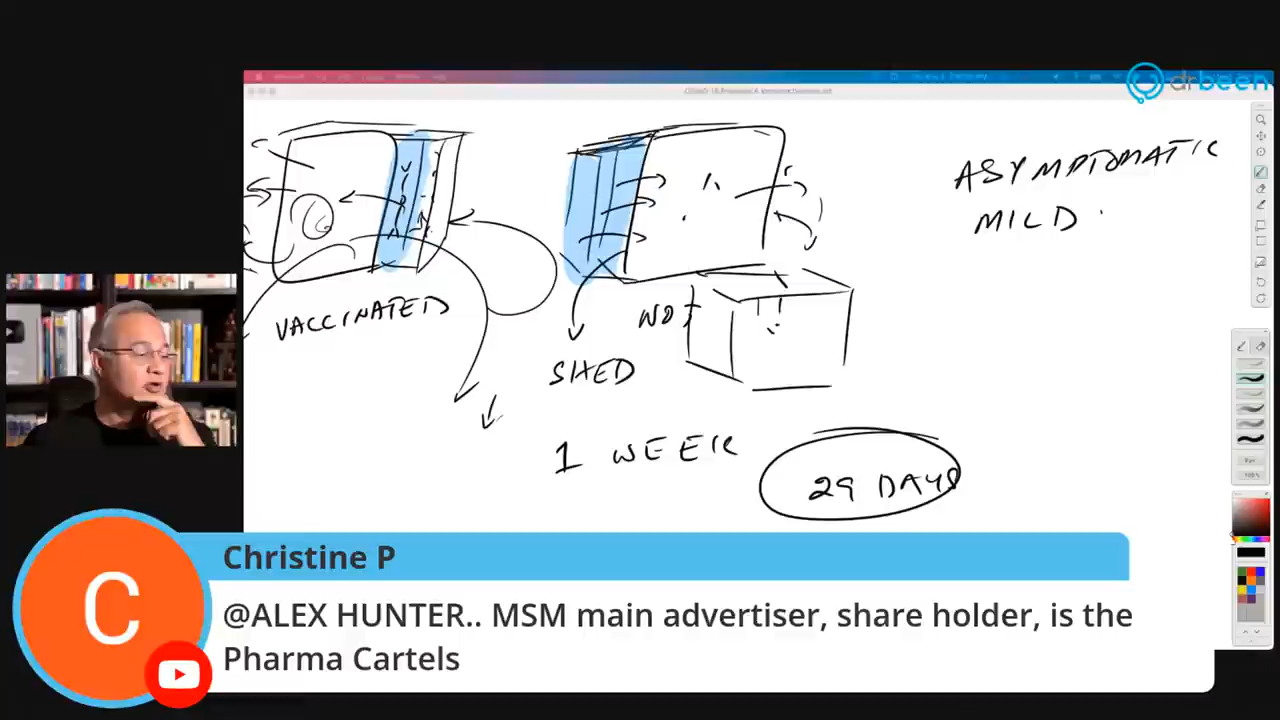 drbeen
ASYMPTOMATIC
MILD
VACCINATED
SHED
1 WEEK
29 DAYS
C
Christine P
@ALEX HUNTER.. MSM main advertiser, share holder, is the
Pharma Cartels